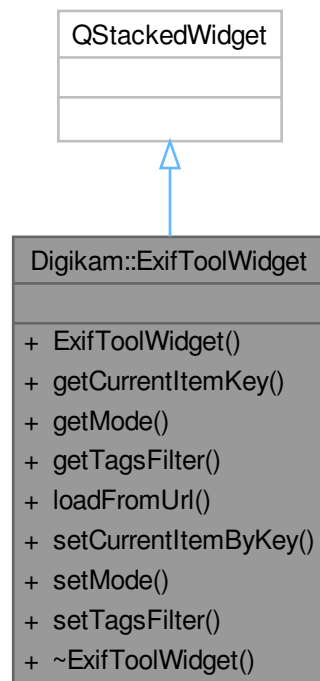 QStackedWidget
Digikam::ExifToolWidget
+ ExifToolWidget()
+ getCurrentItemKey()
+ getMode()
+ getTagsFilter()
+ loadFromUrl()
+ setCurrentItemByKey()
+ setMode()
+ setTagsFilter()
+ ~ExifToolWidget()